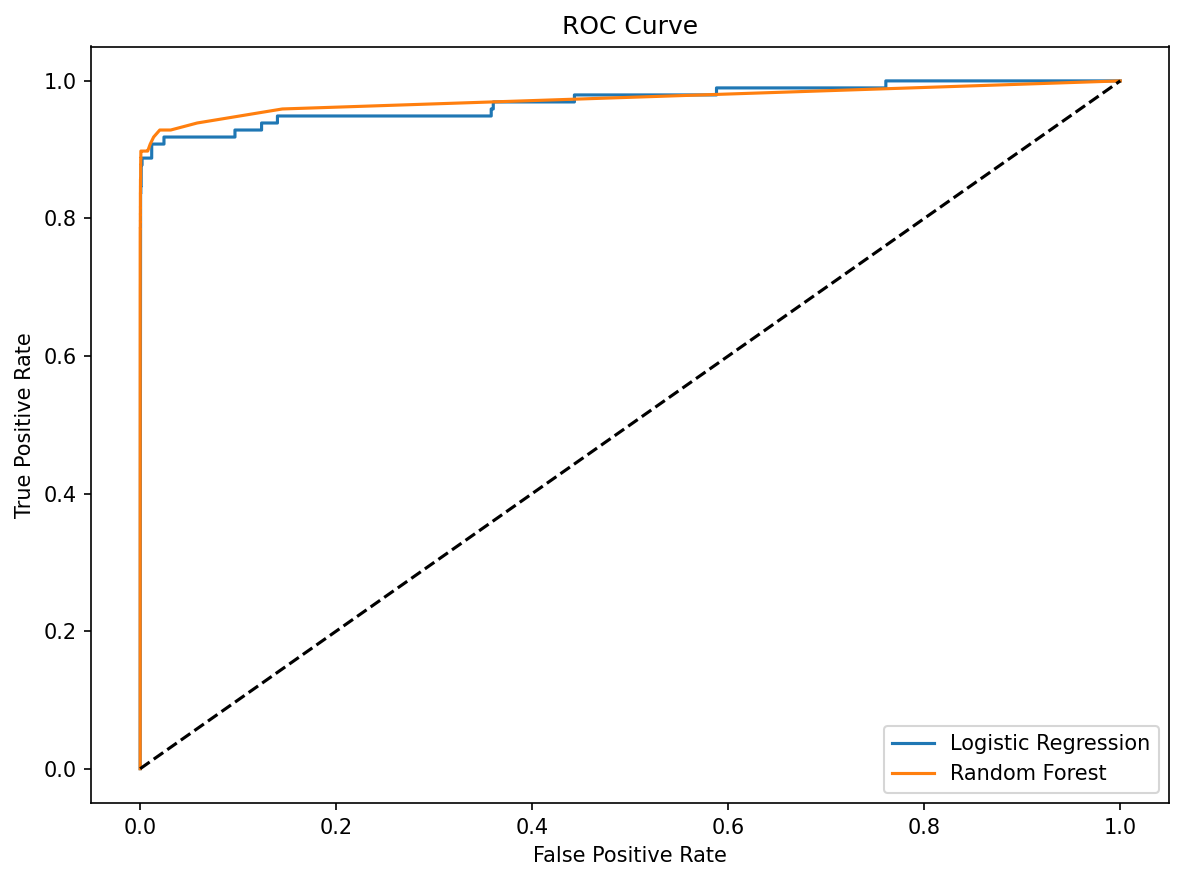 ROC Curve
1.0
0.8
0.6
0.4
0.2
0.0
True Positive Rate
Logistic Regression
Random Forest
0.0 0.2 0.4 0.6 0.8 1.0
False Positive Rate